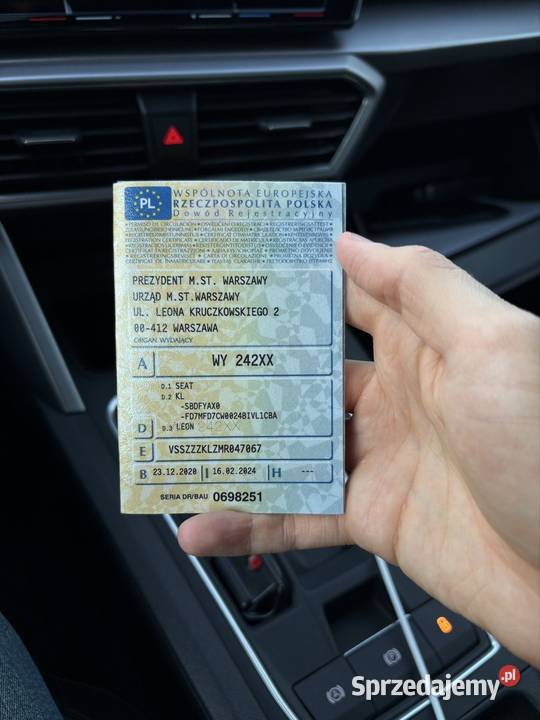 PL
WSPÓLNOTA EUROPEJSKA
RZECZPOSPOLITA POLSKA
Dowód Rejestracyjny
PREZYDENT M.ST. WARSZAWY
URZĄD M.ST.WARSZAWY
UL. LEONA KRUCZKOWSKIEGO 2
00-412 WARSZAWA
ORGAN WYDAJĄCY
A WY 242XX
D.1 SEAT
D.2 KL
-SBDFYAX0
-FD7MFD7CW0024BIVL1CBA
D D.3 LEON 242XX
E VSSZZZKLZMR047067
B 23.12.2020 I 16.02.2024 H ---
SERIA DR/BAU 0698251
Sprzedajemy.pl